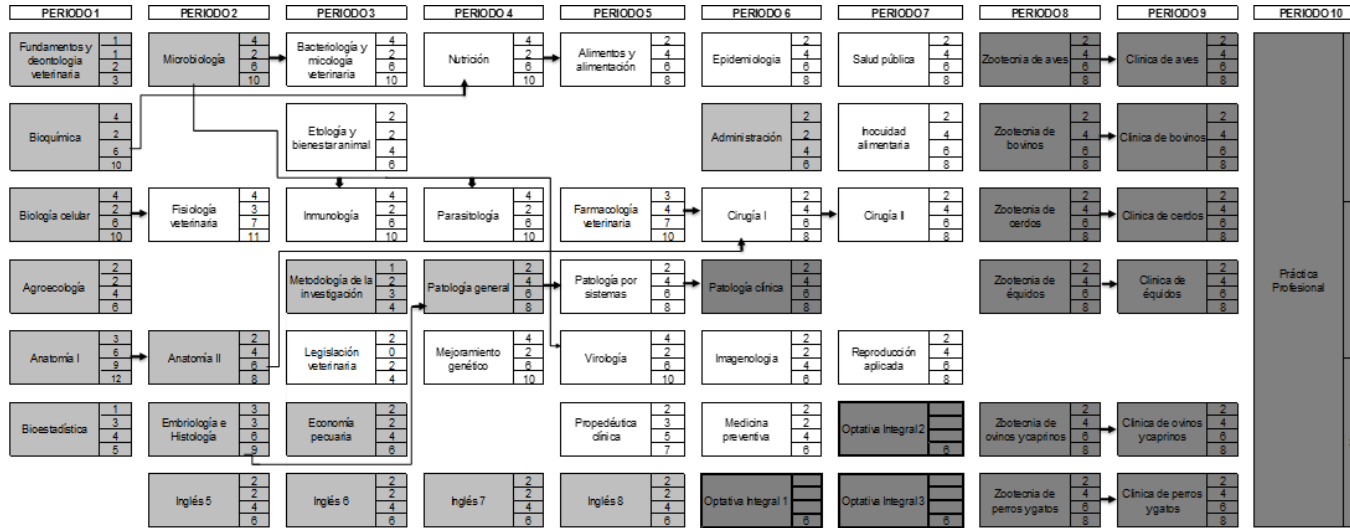 PERIODO 1
PERIODO 2
PERIODO 3
PERIODO 4
PERIODO 5
PERIODO 6
PERIODO 7
PERIODO 8
PERIODO 9
PERIODO 10
Fundamentos y
deontología
veterinaria
1 1 2 3
Microbiología
4 2 6 10
Bacteriología y
micología
veterinaria
4 2 6 10
Nutrición
4 2 6 10
Alimentos y
alimentación
2 4 6 8
Epidemiologia
2 4 6 8
Salud pública
2 4 6 8
Zootecnia de aves
2 4 6 8
Clinica de aves
2 4 6 8
Bioquímica
4 2 6 10
Etología y
bienestar animal
2 2 4 6
Administración
2 2 4 6
Inocuidad
alimentaria
2 4 6 8
Zootecnia de
bovinos
2 4 6 8
Clinica de bovinos
2 4 6 8
Biología celular
4 2 6 10
Fisiología
veterinaria
4 3 7 11
Inmunología
4 2 6 10
Parasitología
4 2 6 10
Farmacología
veterinaria
3 4 7 10
Cirugía I
2 4 6 8
Cirugía II
2 4 6 8
Zootecnia de
cerdos
2 4 6 8
Clinica de cerdos
2 4 6 8
Agroecología
2 2 4 6
Metodología de la
investigación
1 2 3 4
Patología general
2 4 6 8
Patología por
sistemas
2 4 6 8
Patología clínica
2 4 6 8
Zootecnia de
équidos
2 4 6 8
Clinica de
équidos
2 4 6 8
Práctica
Profesional
Anatomía I
3 6 9 12
Anatomía II
2 4 6 8
Legislación
veterinaria
2 0 2 4
Mejoramiento
genético
4 2 6 10
Virología
4 2 6 10
Imagenologia
2 2 4 6
Reproducción
aplicada
2 4 6 8
Bioestadística
1 3 4 5
Embriología e
Histología
3 3 6 9
Economía
pecuaria
2 2 4 6
Propedéutica
clínica
2 3 5 7
Medicina
preventiva
2 2 4 6
Optativa Integral 2
6
Zootecnia de
ovinos ycaprinos
2 4 6 8
Clínica de ovinos
ycaprinos
2 4 6 8
Inglés 5
2 2 4 6
Inglés 6
2 2 4 6
Inglés 7
2 2 4 6
Inglés 8
2 2 4 6
Optativa Integral 1
6
Optativa Integral 3
6
Zootecnia de
perros ygatos
2 4 6 8
Clínica de perros
ygatos
2 4 6 8